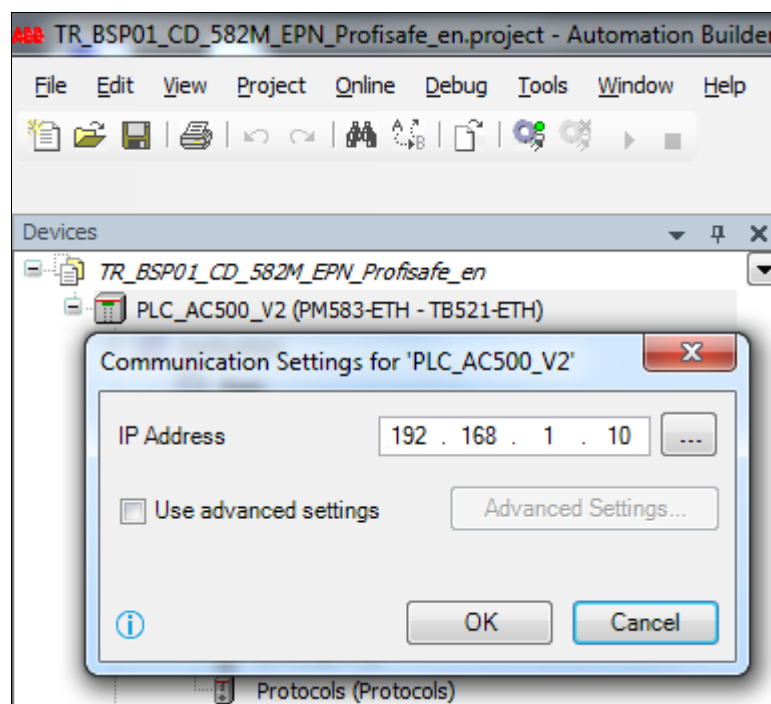 ABB TR_BSP01_CD_582M_EPN_Profisafe_en.project - Automation Builder
File Edit View Project Online Debug Tools Window Help
Devices
TR_BSP01_CD_582M_EPN_Profisafe_en
PLC_AC500_V2 (PM583-ETH - TB521-ETH)
Communication Settings for 'PLC_AC500_V2'
IP Address 192 . 168 . 1 . 10 ...
Use advanced settings Advanced Settings...
OK Cancel
Protocols (Protocols)